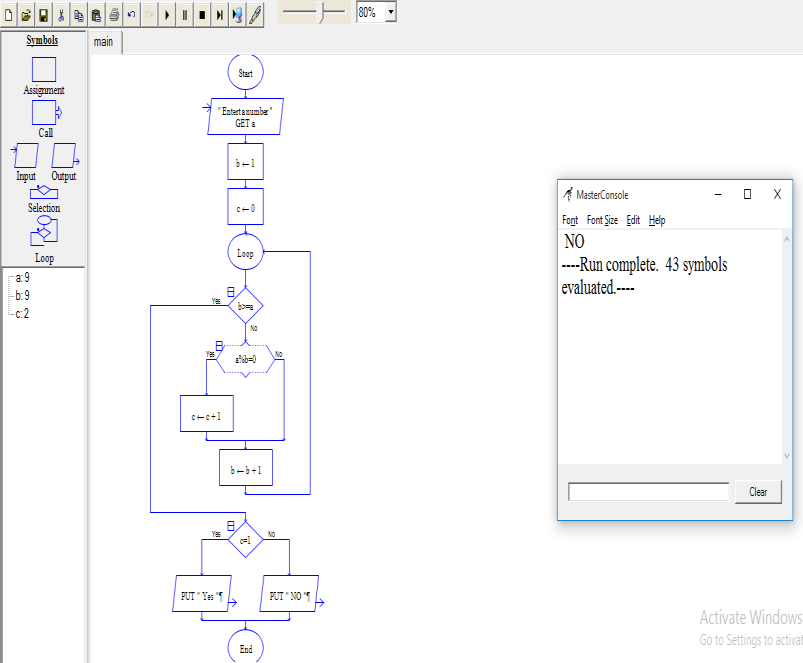 80%
Symbols
Assignment
Call
Input Output
Selection
Loop
a: 9
b: 9
c: 2
main
Start
"Enter a number"
GET a
b ← 1
c ← 0
Loop
Yes
b>=a
No
Yes
a%b=0
No
c ← c + 1
b ← b + 1
Yes
c=1
No
PUT "Yes"¶
PUT "NO"¶
End
MasterConsole
Font Font Size Edit Help
NO
----Run complete. 43 symbols
evaluated.----
Clear
Activate Windows
Go to Settings to activat